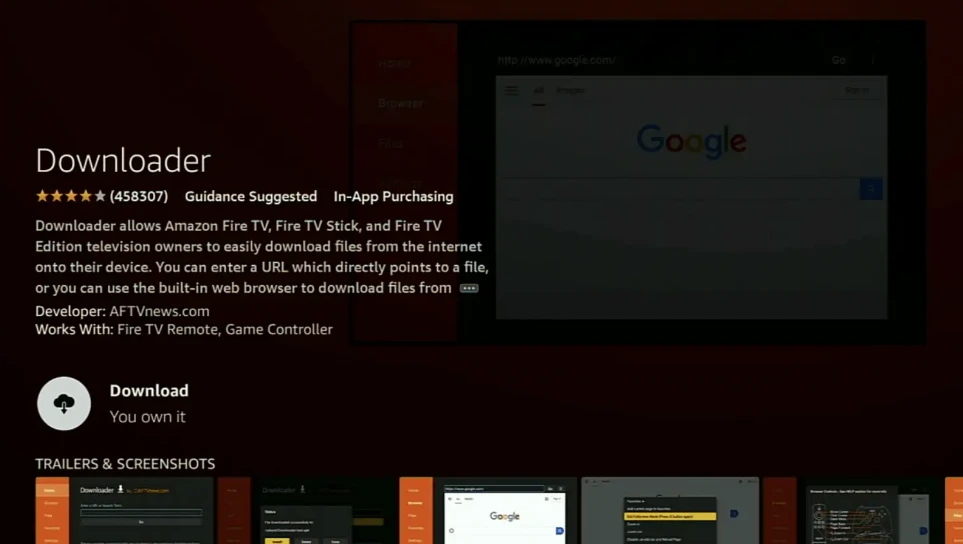 Home
http://www.google.com/
Go
Browser
All
Images
Sign in
Files
Google
Downloader
(458307) Guidance Suggested In-App Purchasing
Downloader allows Amazon Fire TV, Fire TV Stick, and Fire TV
Edition television owners to easily download files from the internet
onto their device. You can enter a URL which directly points to a file,
or you can use the built-in web browser to download files from
Developer: AFTVnews.com
Works With: Fire TV Remote, Game Controller
Download
You own it
TRAILERS & SCREENSHOTS
Downloader
Downloader
Google